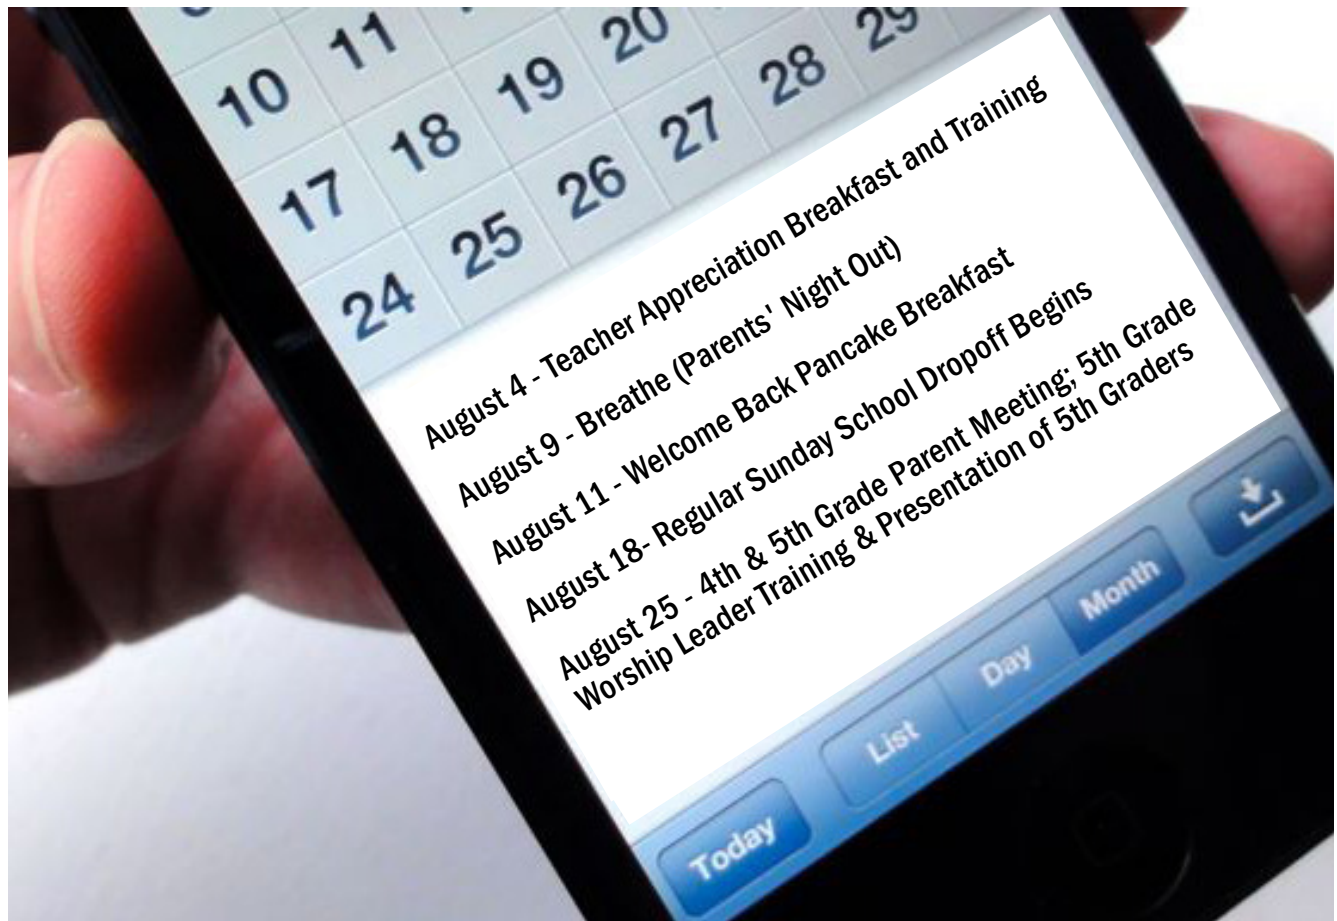 10 11
17 18 19 20
24 25 26 27 28 29
August 4 - Teacher Appreciation Breakfast and Training
August 9 - Breathe (Parents' Night Out)
August 11 - Welcome Back Pancake Breakfast
August 18- Regular Sunday School Dropoff Begins
August 25 - 4th & 5th Grade Parent Meeting; 5th Grade
Worship Leader Training & Presentation of 5th Graders
Today List Day Month